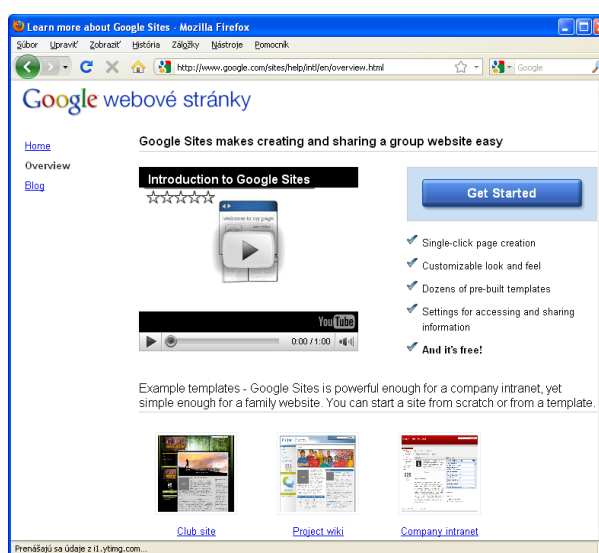 Learn more about Google Sites - Mozilla Firefox
Súbor Upraviť Zobraziť História Záložky Nástroje Pomocník
http://www.google.com/sites/help/intl/en/overview.html
Google
Google webové stránky
Home
Overview
Blog
Google Sites makes creating and sharing a group website easy
Introduction to Google Sites
welcome to my page
YouTube
0:00 / 1:00
Get Started
Single-click page creation
Customizable look and feel
Dozens of pre-built templates
Settings for accessing and sharing
information
And it's free!
Example templates - Google Sites is powerful enough for a company intranet, yet
simple enough for a family website. You can start a site from scratch or from a template.
Club site
Project wiki
Company intranet
Prenášajú sa údaje z i1.ytimg.com...